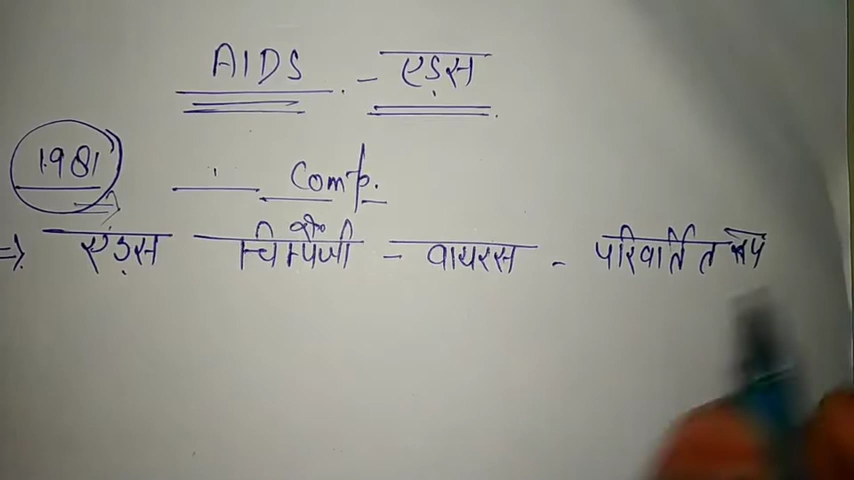 AIDS - एड्स
1981 Comp.
के
⇒ एड्स चिम्पैंजी - वायरस - परिवर्तित रूप